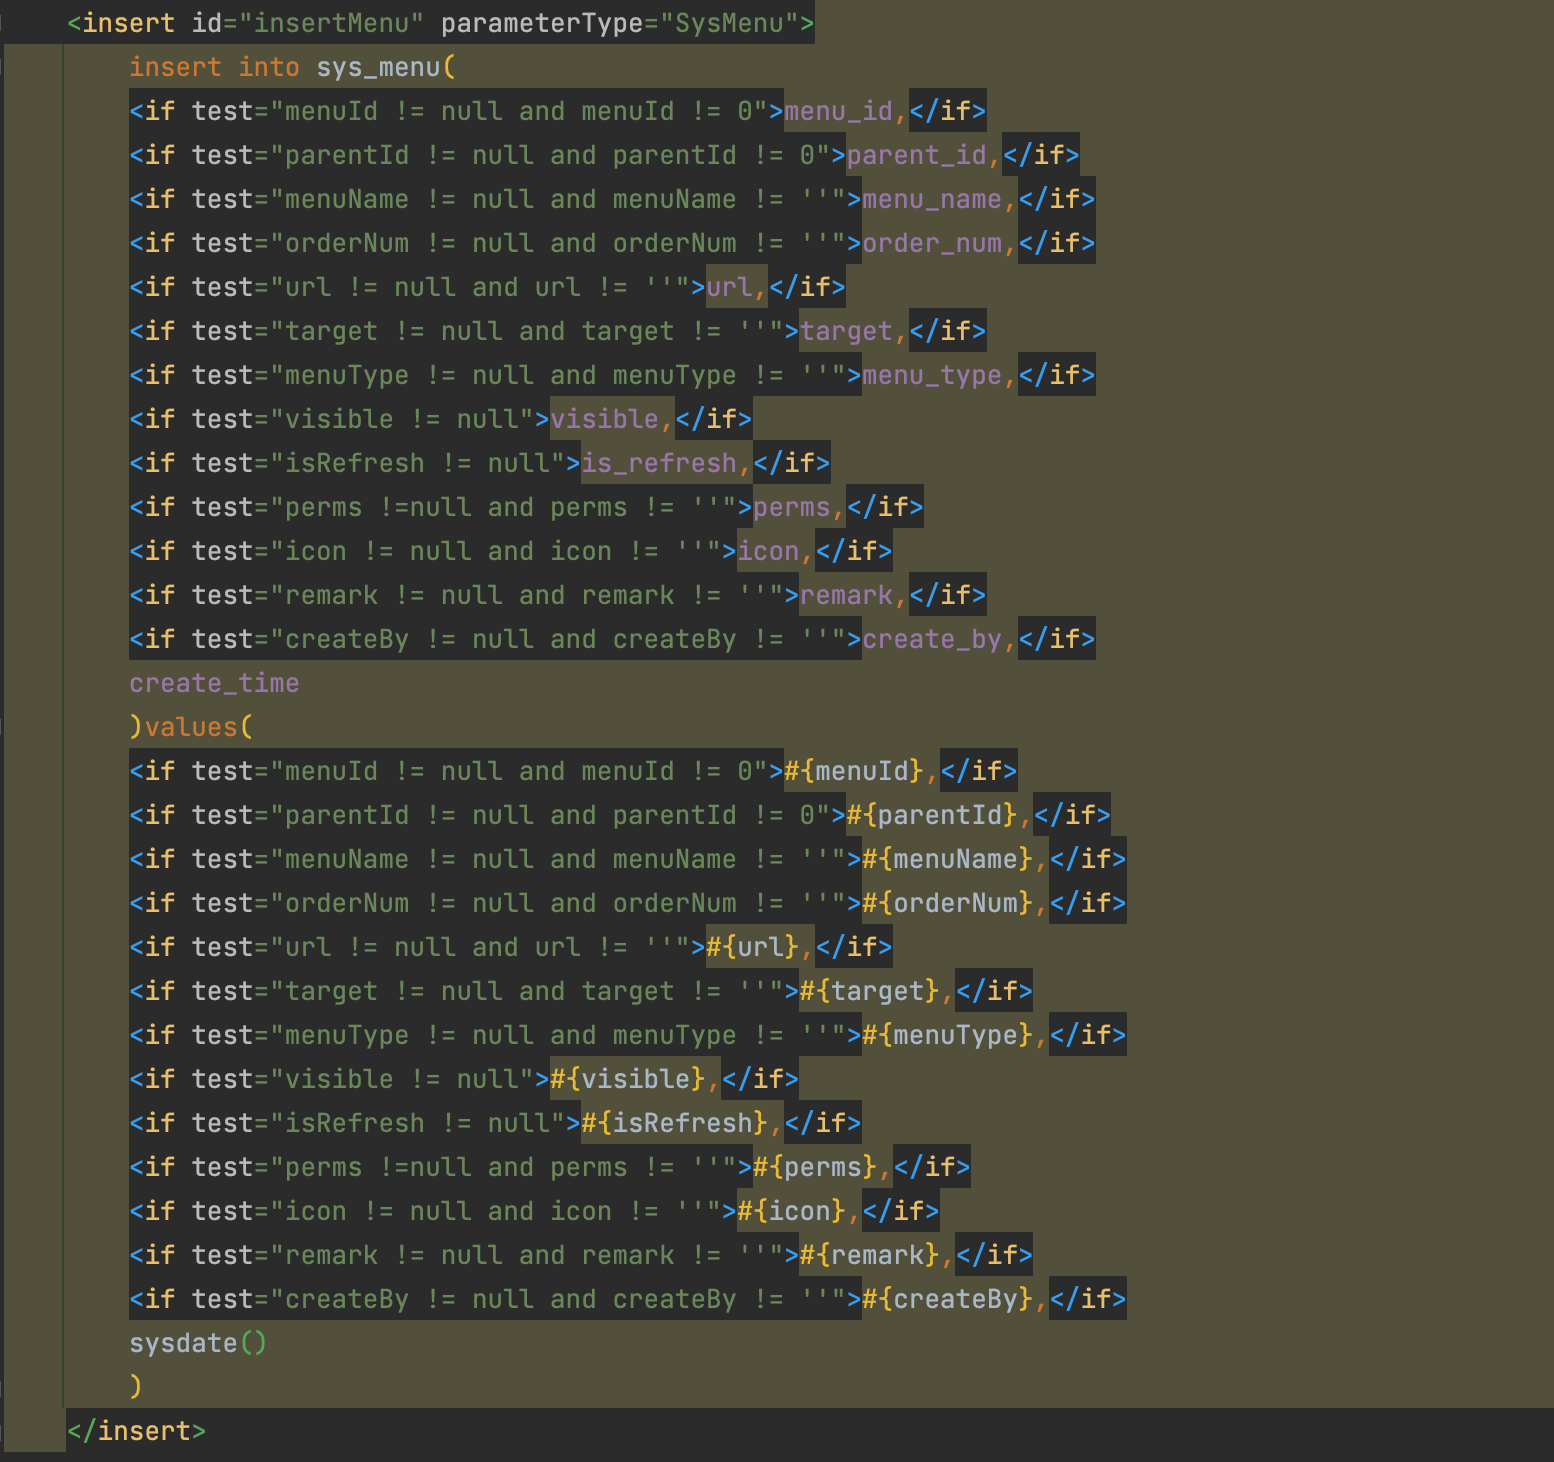 <insert id="insertMenu" parameterType="SysMenu">
insert into sys_menu(
<if test="menuId != null and menuId != 0">menu_id,</if>
<if test="parentId != null and parentId != 0">parent_id,</if>
<if test="menuName != null and menuName != ''">menu_name,</if>
<if test="orderNum != null and orderNum != ''">order_num,</if>
<if test="url != null and url != ''">url,</if>
<if test="target != null and target != ''">target,</if>
<if test="menuType != null and menuType != ''">menu_type,</if>
<if test="visible != null">visible,</if>
<if test="isRefresh != null">is_refresh,</if>
<if test="perms !=null and perms != ''">perms,</if>
<if test="icon != null and icon != ''">icon,</if>
<if test="remark != null and remark != ''">remark,</if>
<if test="createBy != null and createBy != ''">create_by,</if>
create_time
)values(
<if test="menuId != null and menuId != 0">#{menuId},</if>
<if test="parentId != null and parentId != 0">#{parentId},</if>
<if test="menuName != null and menuName != ''">#{menuName},</if>
<if test="orderNum != null and orderNum != ''">#{orderNum},</if>
<if test="url != null and url != ''">#{url},</if>
<if test="target != null and target != ''">#{target},</if>
<if test="menuType != null and menuType != ''">#{menuType},</if>
<if test="visible != null">#{visible},</if>
<if test="isRefresh != null">#{isRefresh},</if>
<if test="perms !=null and perms != ''">#{perms},</if>
<if test="icon != null and icon != ''">#{icon},</if>
<if test="remark != null and remark != ''">#{remark},</if>
<if test="createBy != null and createBy != ''">#{createBy},</if>
sysdate()
)
</insert>